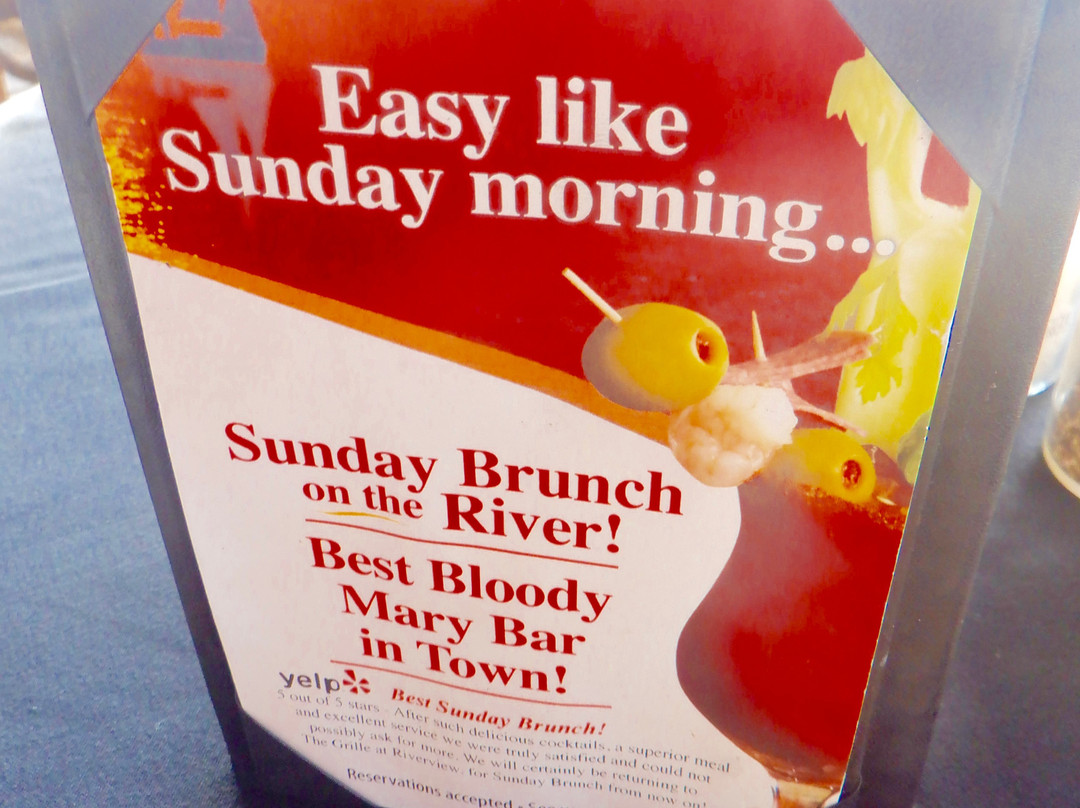 Easy like
Sunday morning...
Sunday Brunch
on the River!
Best Bloody
Mary Bar
in Town!
yelp Best Sunday Brunch!
5 out of 5 stars - After such delicious cocktails, a superior meal
and excellent service we were truly satisfied and could not
possibly ask for more. We will certainly be returning to
The Grille at Riverview, for Sunday Brunch from now on!
Reservations accepted -